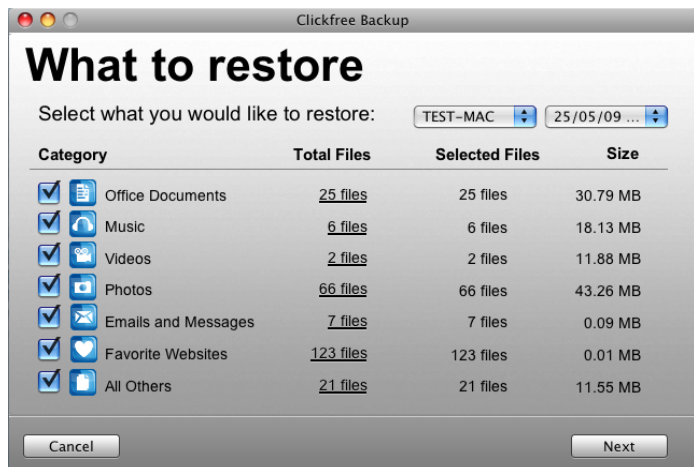 Clickfree Backup
What to restore
Select what you would like to restore: TEST-MAC 25/05/09 ...
Category Total Files Selected Files Size
Office Documents 25 files 25 files 30.79 MB
Music 6 files 6 files 18.13 MB
Videos 2 files 2 files 11.88 MB
Photos 66 files 66 files 43.26 MB
Emails and Messages 7 files 7 files 0.09 MB
Favorite Websites 123 files 123 files 0.01 MB
All Others 21 files 21 files 11.55 MB
Cancel Next